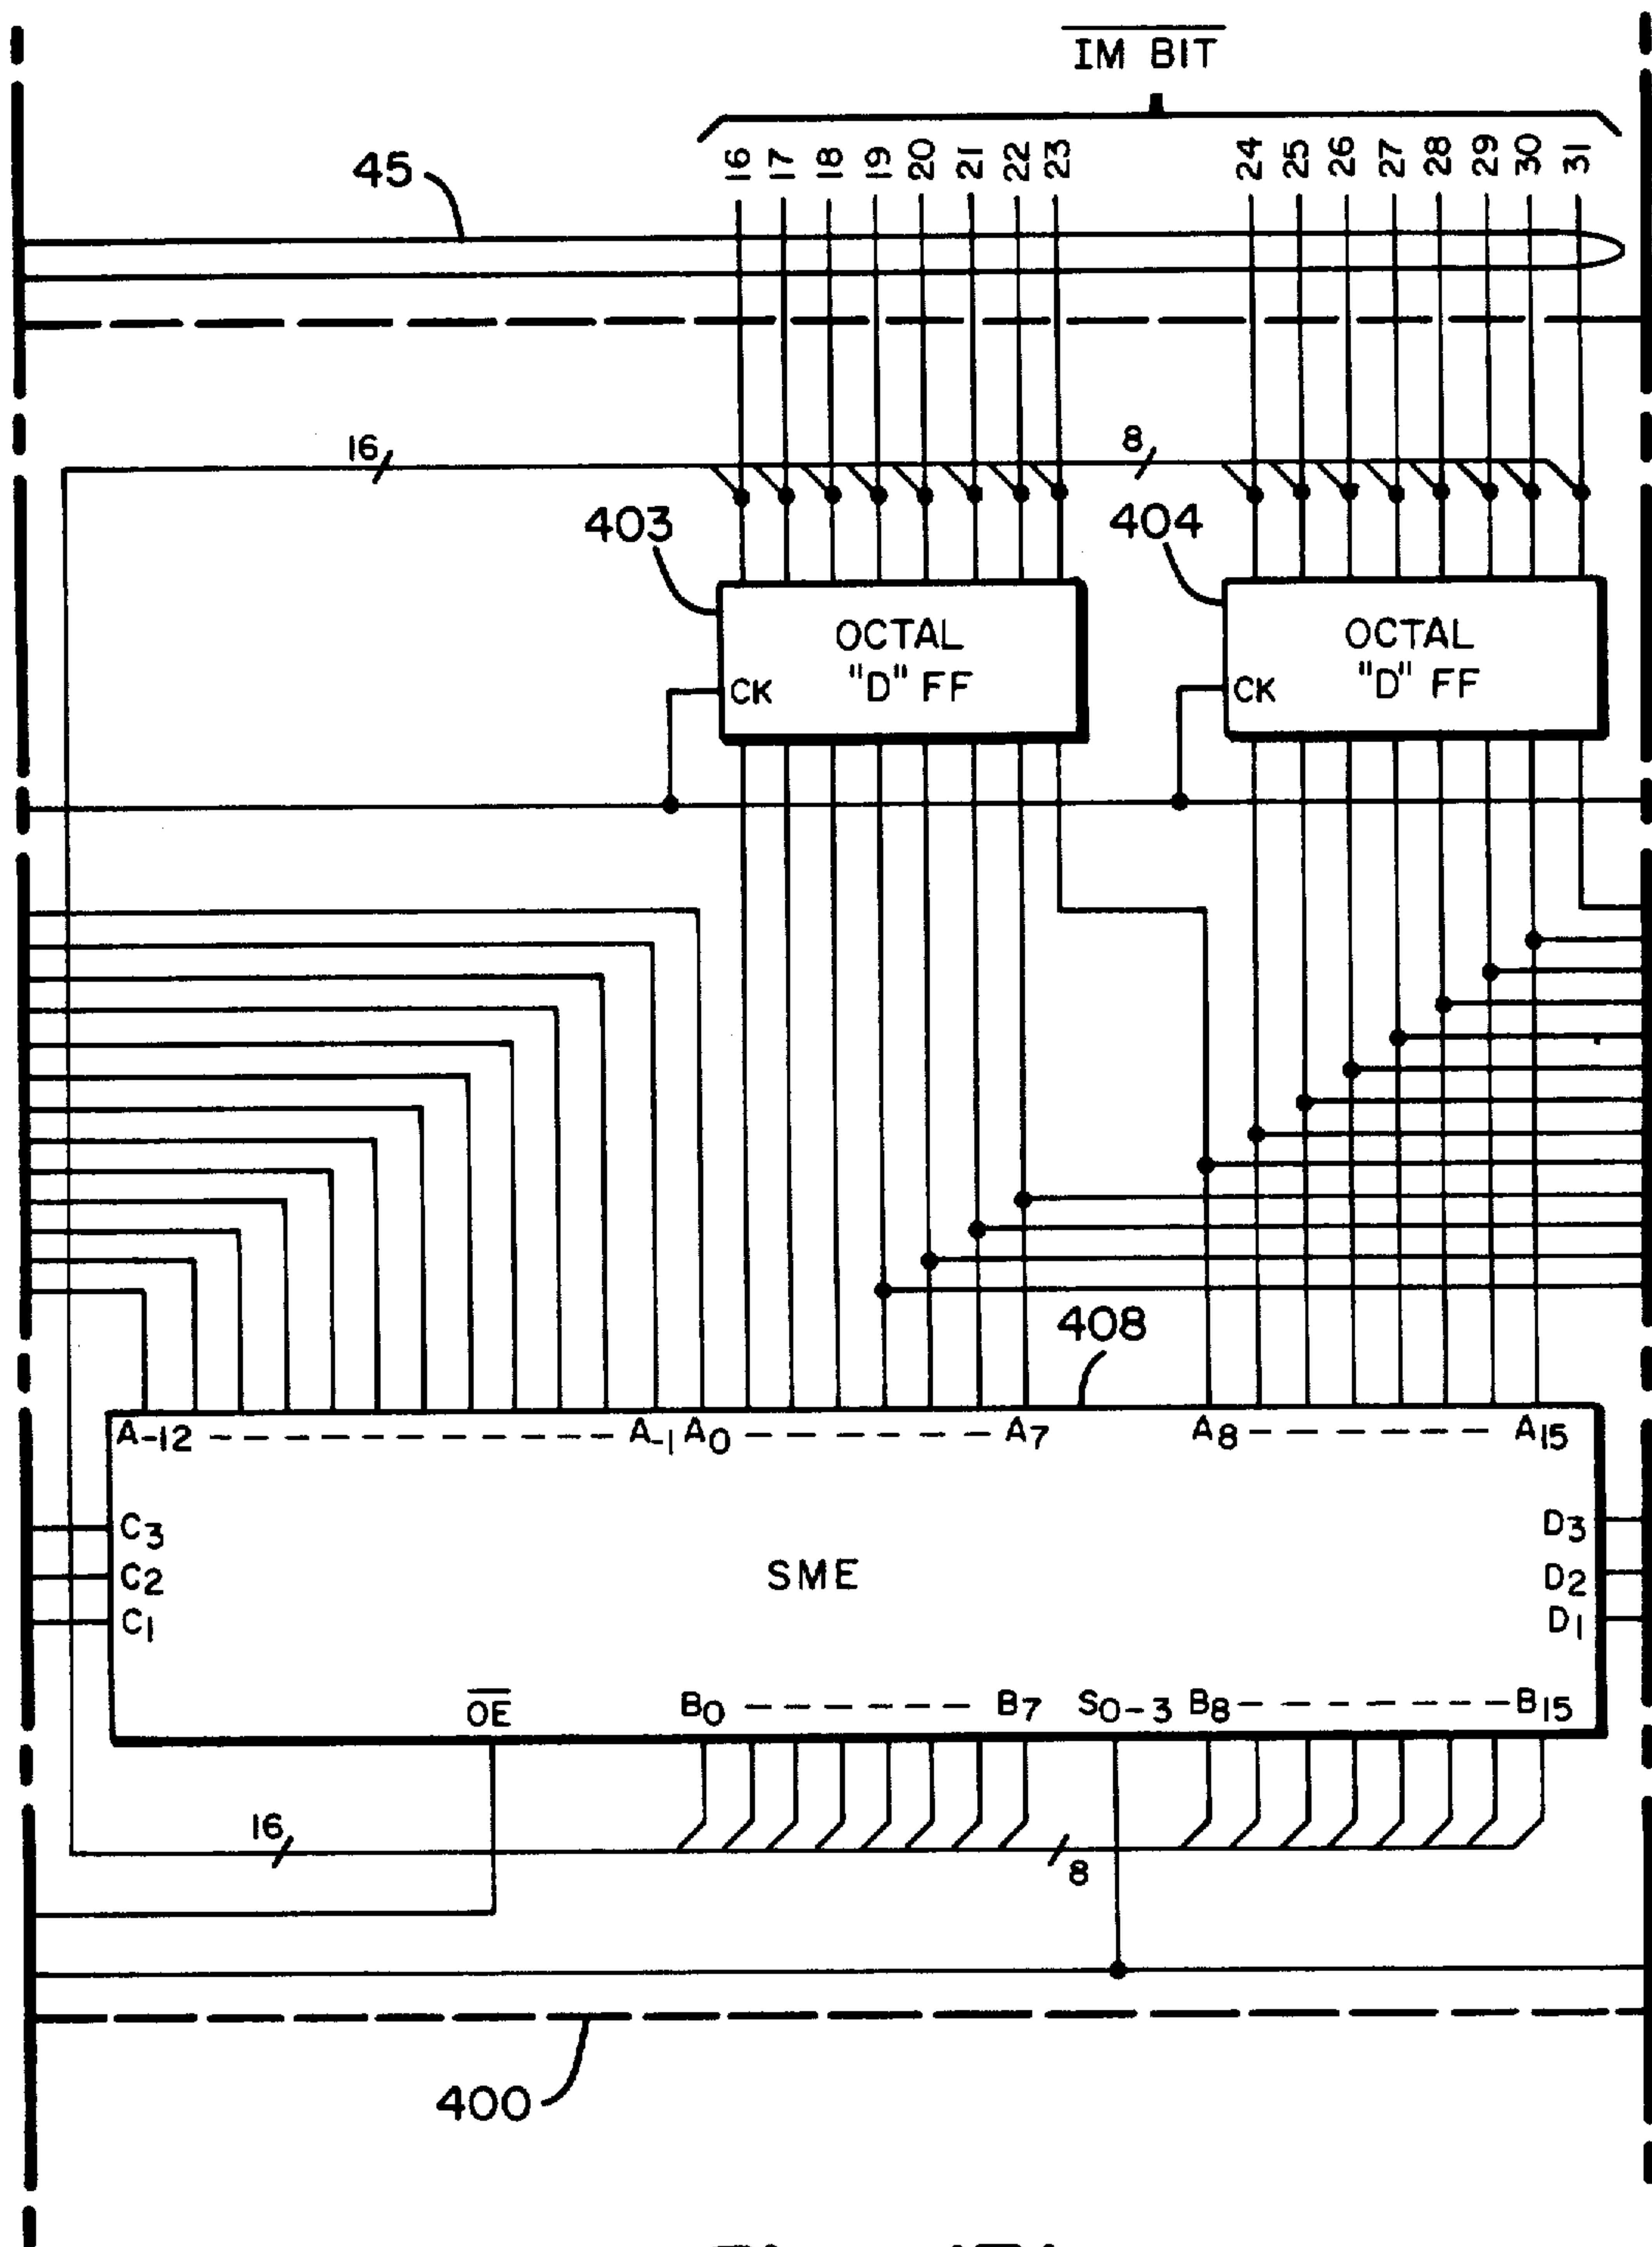 IM BIT
45
16 17 18 19 20 21 22 23 24 25 26 27 28 29 30 31
16 8
403 404
OCTAL "D" FF
CK
OCTAL "D" FF
CK
408
A-12 A-1 A0 A7 A8 A15
C3 D3
SME
C2 D2
C1 D1
OE B0 B7 S0-3 B8 B15
16 8
400